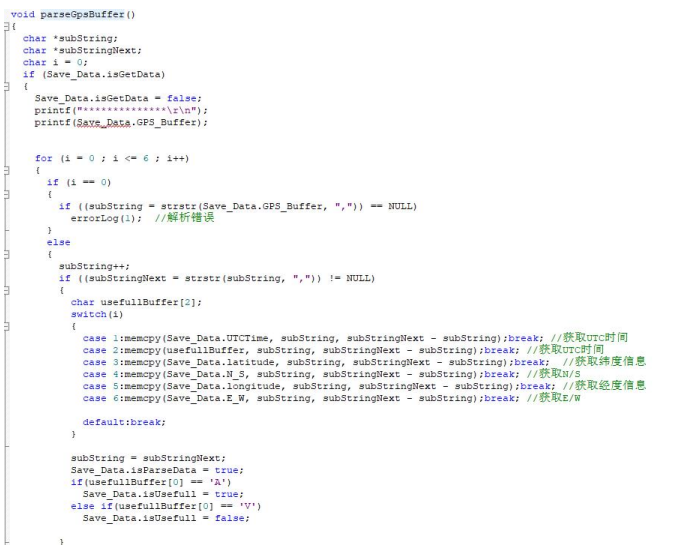 void parseGpsBuffer()
{
char *subString;
char *subStringNext;
char i = 0;
if (Save_Data.isGetData)
{
Save_Data.isGetData = false;
printf("**************\r\n");
printf(Save_Data.GPS_Buffer);
for (i = 0 ; i <= 6 ; i++)
{
if (i == 0)
{
if ((subString = strstr(Save_Data.GPS_Buffer, ",")) == NULL)
errorLog(1); //解析错误
}
else
{
subString++;
if ((subStringNext = strstr(subString, ",")) != NULL)
{
char usefullBuffer[2];
switch(i)
{
case 1:memcpy(Save_Data.UTCTime, subString, subStringNext - subString);break; //获取UTC时间
case 2:memcpy(usefullBuffer, subString, subStringNext - subString);break; //获取UTC时间
case 3:memcpy(Save_Data.latitude, subString, subStringNext - subString);break; //获取纬度信息
case 4:memcpy(Save_Data.N_S, subString, subStringNext - subString);break; //获取N/S
case 5:memcpy(Save_Data.longitude, subString, subStringNext - subString);break; //获取经度信息
case 6:memcpy(Save_Data.E_W, subString, subStringNext - subString);break; //获取E/W
default:break;
}
subString = subStringNext;
Save_Data.isParseData = true;
if(usefullBuffer[0] == 'A')
Save_Data.isUsefull = true;
else if(usefullBuffer[0] == 'V')
Save_Data.isUsefull = false;
}